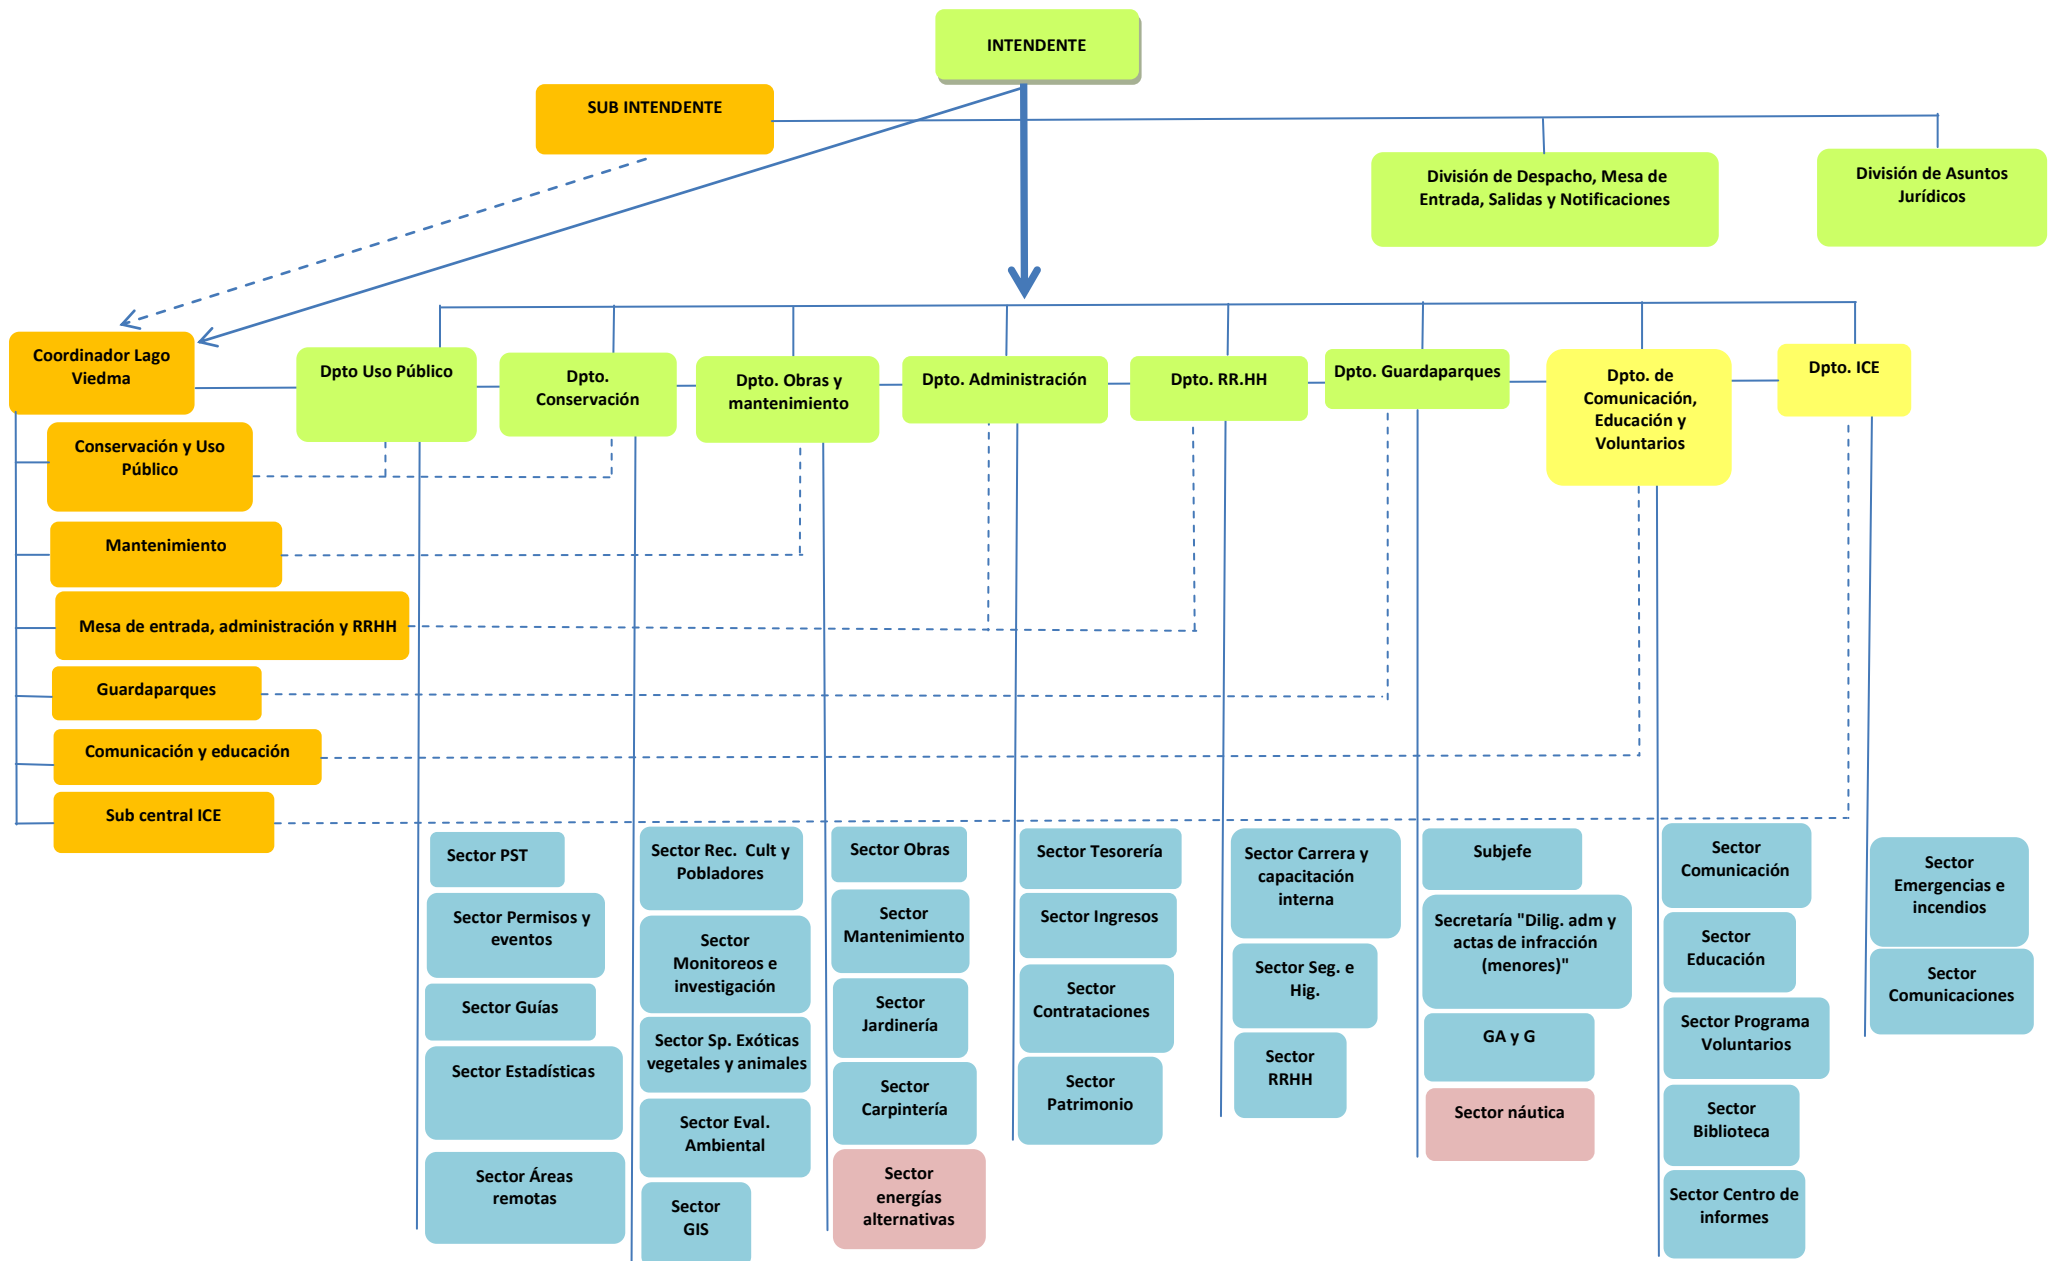 INTENDENTE
SUB INTENDENTE
División de Despacho, Mesa de
Entrada, Salidas y Notificaciones
División de Asuntos
Jurídicos
Coordinador Lago
Viedma
Dpto Uso Público
Dpto.
Conservación
Dpto. Obras y
mantenimiento
Dpto. Administración
Dpto. RR.HH
Dpto. Guardaparques
Dpto. de
Comunicación,
Educación y
Voluntarios
Dpto. ICE
Conservación y Uso
Público
Mantenimiento
Mesa de entrada, administración y RRHH
Guardaparques
Comunicación y educación
Sub central ICE
Sector PST
Sector Permisos y
eventos
Sector Guías
Sector Estadísticas
Sector Áreas
remotas
Sector Rec.  Cult y
Pobladores
Sector
Monitoreos e
investigación
Sector Sp. Exóticas
vegetales y animales
Sector Eval.
Ambiental
Sector
GIS
Sector Obras
Sector
Mantenimiento
Sector
Jardinería
Sector
Carpintería
Sector
energías
alternativas
Sector Tesorería
Sector Ingresos
Sector
Contrataciones
Sector
Patrimonio
Sector Carrera y
capacitación
interna
Sector Seg. e
Hig.
Sector
RRHH
Subjefe
Secretaría "Dilig. adm y
actas de infracción
(menores)"
GA y G
Sector náutica
Sector
Comunicación
Sector
Educación
Sector Programa
Voluntarios
Sector
Biblioteca
Sector Centro de
informes
Sector
Emergencias e
incendios
Sector
Comunicaciones